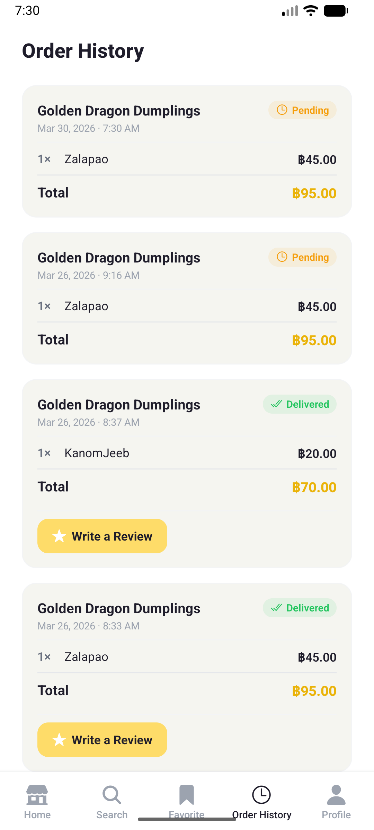 7:30
Order History
Golden Dragon Dumplings Pending
Mar 30, 2026 · 7:30 AM
1× Zalapao ฿45.00
Total ฿95.00
Golden Dragon Dumplings Pending
Mar 26, 2026 · 9:16 AM
1× Zalapao ฿45.00
Total ฿95.00
Golden Dragon Dumplings Delivered
Mar 26, 2026 · 8:37 AM
1× KanomJeeb ฿20.00
Total ฿70.00
Write a Review
Golden Dragon Dumplings Delivered
Mar 26, 2026 · 8:33 AM
1× Zalapao ฿45.00
Total ฿95.00
Write a Review
Home Search Favorite Order History Profile